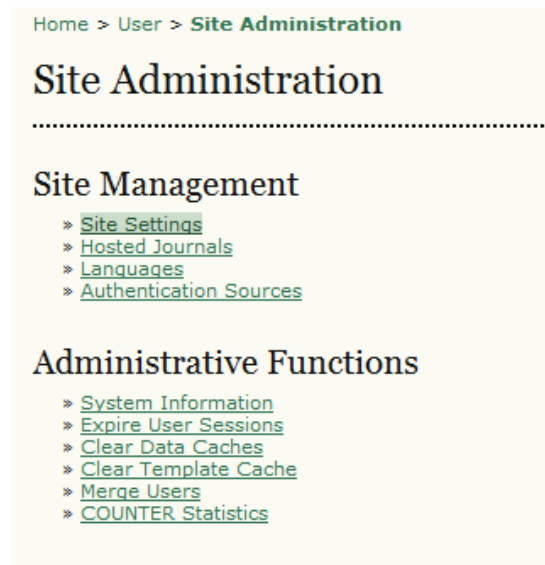 Home > User > Site Administration
Site Administration
Site Management
» Site Settings
» Hosted Journals
» Languages
» Authentication Sources
Administrative Functions
» System Information
» Expire User Sessions
» Clear Data Caches
» Clear Template Cache
» Merge Users
» COUNTER Statistics